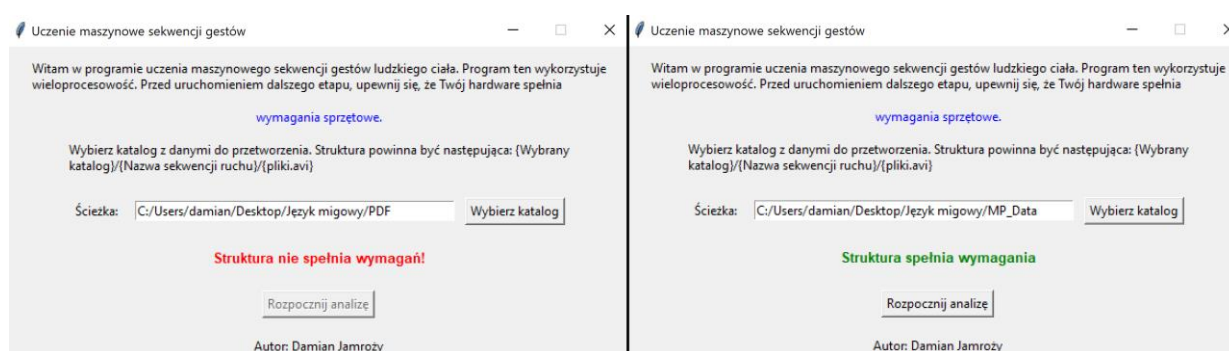 Uczenie maszynowe sekwencji gestów
Witam w programie uczenia maszynowego sekwencji gestów ludzkiego ciała. Program ten wykorzystuje
wieloprocesowość. Przed uruchomieniem dalszego etapu, upewnij się, że Twój hardware spełnia
wymagania sprzętowe.
Wybierz katalog z danymi do przetworzenia. Struktura powinna być następująca: {Wybrany
katalog}/{Nazwa sekwencji ruchu}/{pliki.avi}
Ścieżka: C:/Users/damian/Desktop/Język migowy/PDF Wybierz katalog
Struktura nie spełnia wymagań!
Rozpocznij analizę
Autor: Damian Jamroży
Uczenie maszynowe sekwencji gestów
Witam w programie uczenia maszynowego sekwencji gestów ludzkiego ciała. Program ten wykorzystuje
wieloprocesowość. Przed uruchomieniem dalszego etapu, upewnij się, że Twój hardware spełnia
wymagania sprzętowe.
Wybierz katalog z danymi do przetworzenia. Struktura powinna być następująca: {Wybrany
katalog}/{Nazwa sekwencji ruchu}/{pliki.avi}
Ścieżka: C:/Users/damian/Desktop/Język migowy/MP_Data Wybierz katalog
Struktura spełnia wymagania
Rozpocznij analizę
Autor: Damian Jamroży